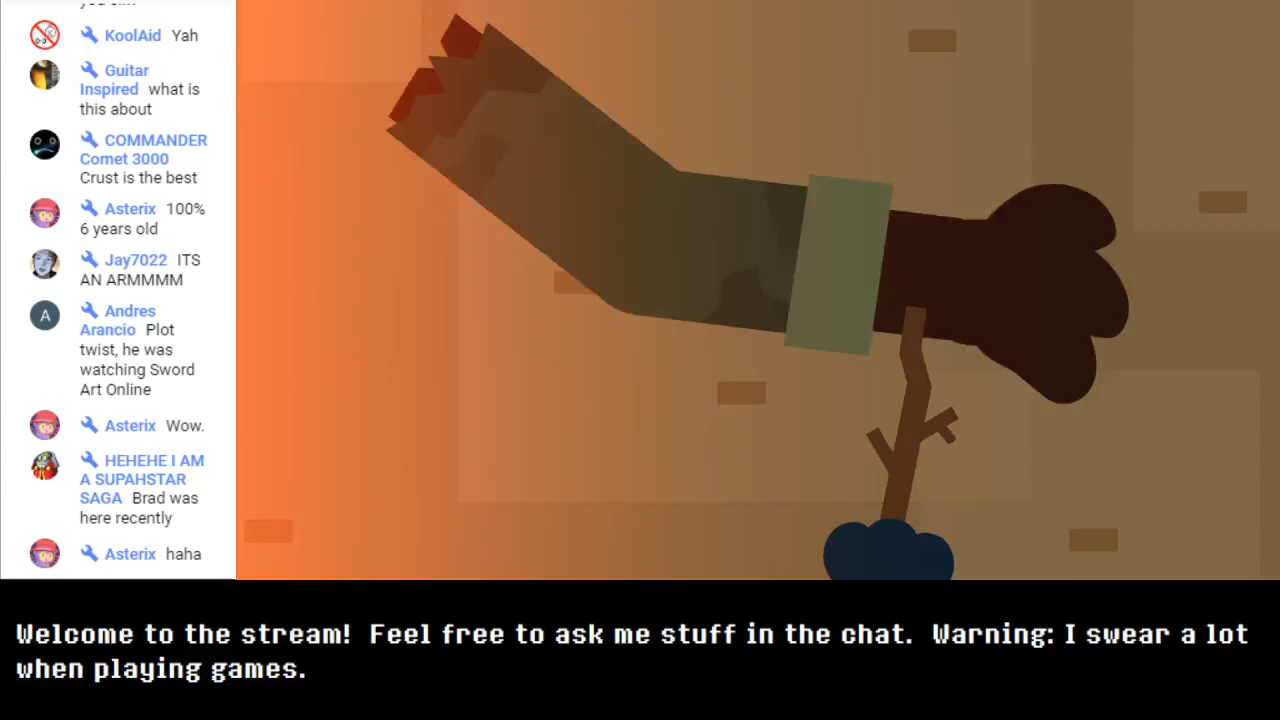 KoolAid Yah
Guitar
Inspired what is
this about
COMMANDER
Comet 3000
Crust is the best
Asterix 100%
6 years old
Jay7022 ITS
AN ARMMMM
A
Andres
Arancio Plot
twist, he was
watching Sword
Art Online
Asterix Wow.
HEHEHE I AM
A SUPAHSTAR
SAGA Brad was
here recently
Asterix haha
Welcome to the stream! Feel free to ask me stuff in the chat. Warning: I swear a lot
when playing games.